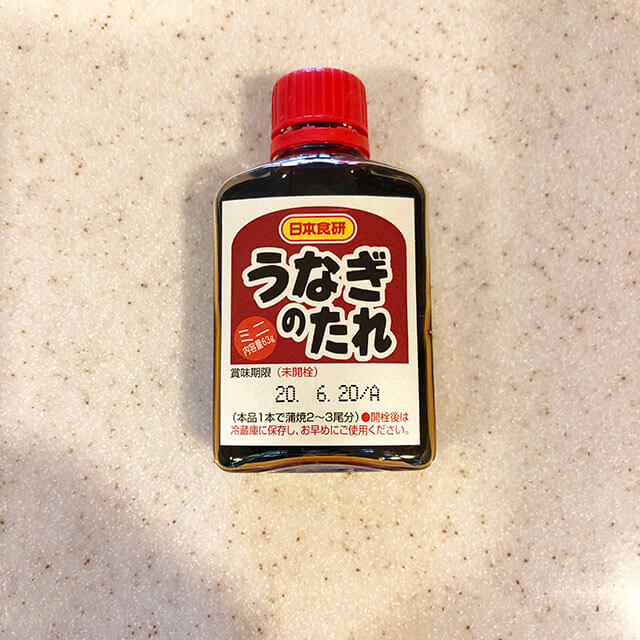 日本食研
うなぎ
のたれ
ミニ
内容量63g
賞味期限(未開栓)
20. 6. 20/A
(本品1本で蒲焼2〜3尾分)●開栓後は
冷蔵庫に保存し、お早めにご使用ください。